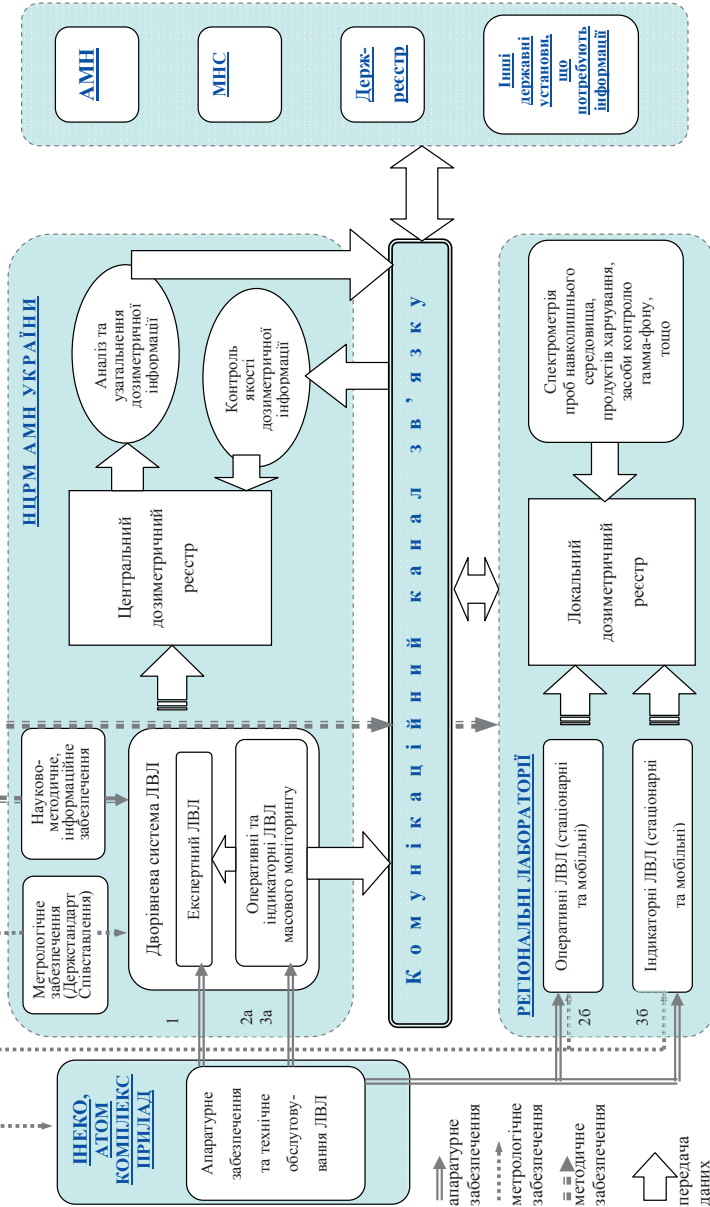 ІНЕКО,
АТОМ
КОМПЛЕКС
ПРИЛАД
Апаратурне
забезпечення
та технічне
обслугову-
вання ЛВЛ
апаратурне
забезпечення
метрологічне
забезпечення
методичне
забезпечення
передача
даних
НЦРМ АМН УКРАЇНИ
Метрологічне
забезпечення
(Держстандарт
Співставлення)
Науково-
методичне,
інформаційне
забезпечення
1
2а
3а
Дворівнева система ЛВЛ
Експертний ЛВЛ
Оперативні та
індикаторні ЛВЛ
масового моніторингу
Центральний
дозиметричний
реєстр
Аналіз та
узагальнення
дозиметричної
інформації
Контроль
якості
дозиметричної
інформації
Комунікаційний канал зв’язку
РЕГІОНАЛЬНІ ЛАБОРАТОРІЇ
2б
3б
Оперативні ЛВЛ (стаціонарні
та мобільні)
Індикаторні ЛВЛ (стаціонарні
та мобільні)
Локальний
дозиметричний
реєстр
Спектрометрія
проб навколишнього
середовища,
продуктів харчування,
засоби контролю
гамма-фону,
тощо
АМН
МНС
Держ-
реєстр
Інші
державні
установи,
що
потребують
інформації